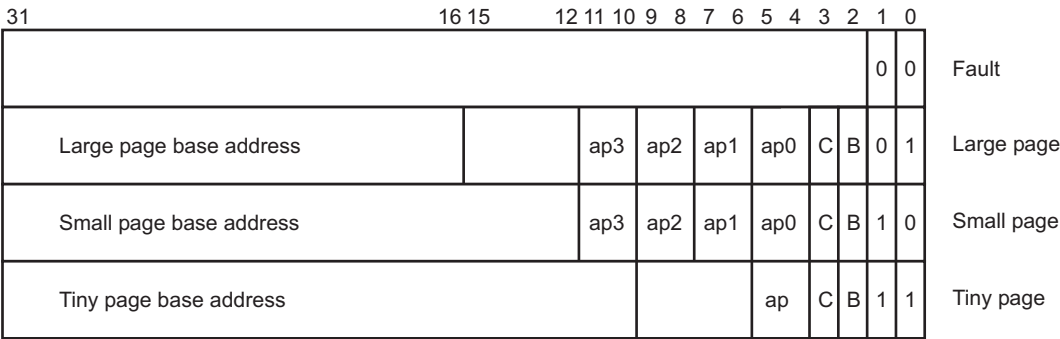 31 16 15 12 11 10 9 8 7 6 5 4 3 2 1 0
0 0 Fault
Large page base address ap3 ap2 ap1 ap0 C B 0 1 Large page
Small page base address ap3 ap2 ap1 ap0 C B 1 0 Small page
Tiny page base address ap C B 1 1 Tiny page